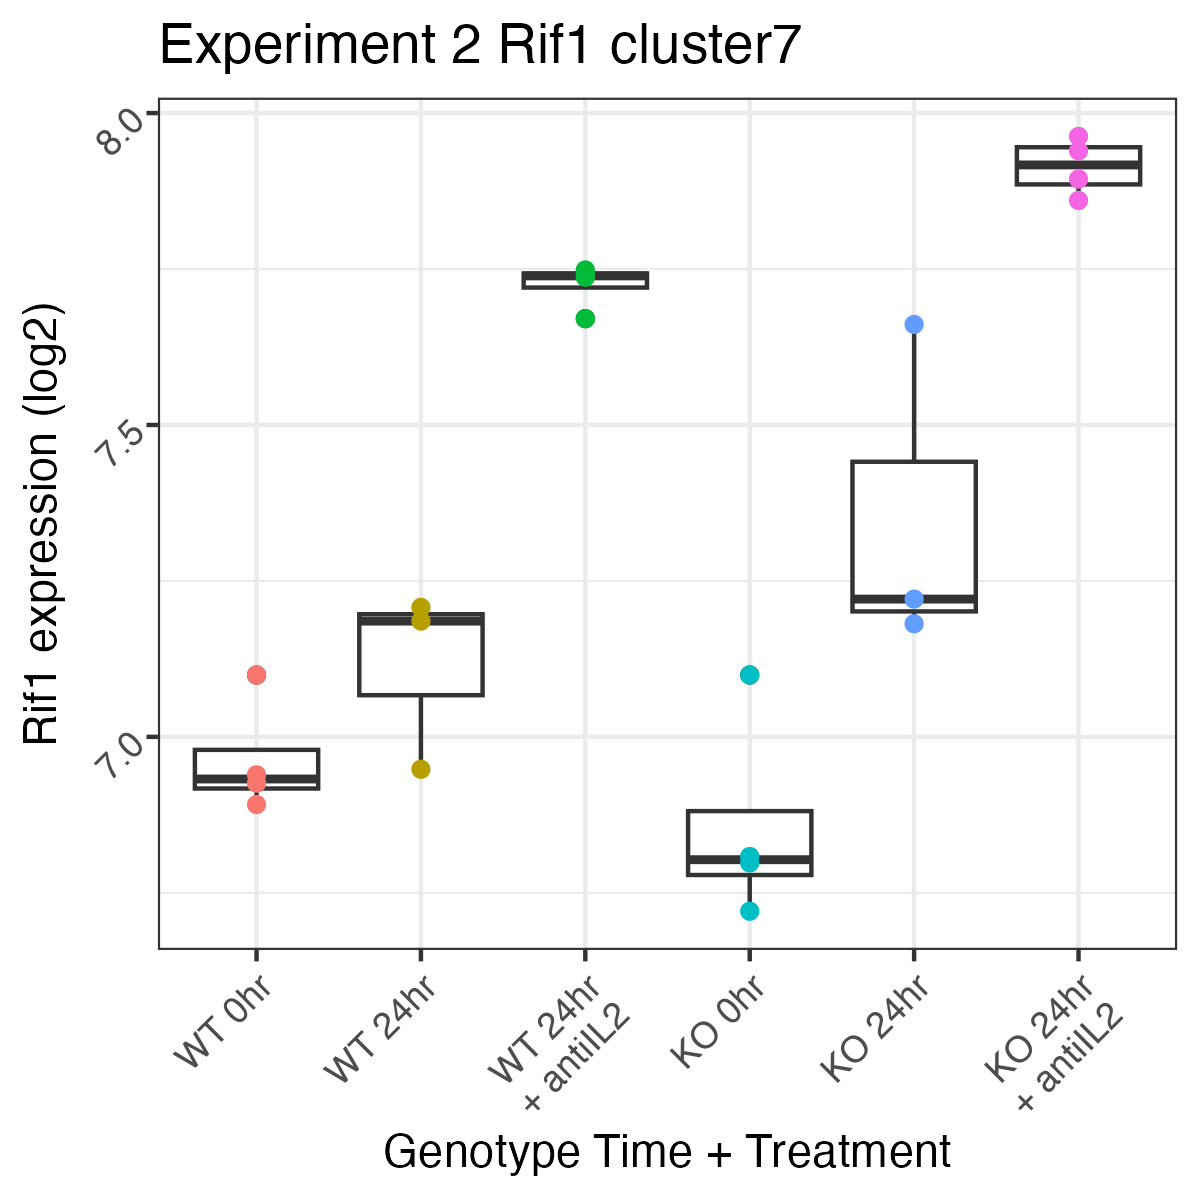 Experiment 2 Rif1 cluster7
Rif1 expression (log2)
8.0
7.5
7.0
WT 0hr
WT 24hr
WT 24hr
+ antiIL2
KO 0hr
KO 24hr
KO 24hr
+ antiIL2
Genotype Time + Treatment